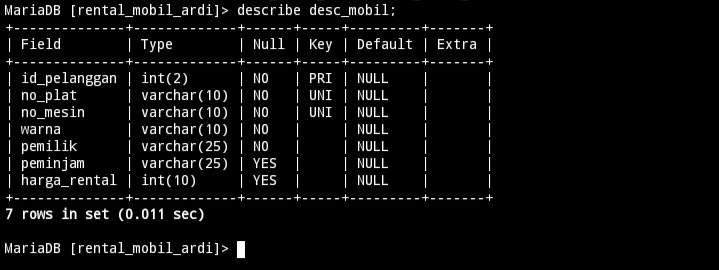 MariaDB [rental_mobil_ardi]> describe desc_mobil;
+--------------+-------------+------+-----+---------+-------+
| Field        | Type        | Null | Key | Default | Extra |
+--------------+-------------+------+-----+---------+-------+
| id_pelanggan | int(2)      | NO   | PRI | NULL    |       |
| no_plat      | varchar(10) | NO   | UNI | NULL    |       |
| no_mesin     | varchar(10) | NO   | UNI | NULL    |       |
| warna        | varchar(10) | NO   |     | NULL    |       |
| pemilik      | varchar(25) | NO   |     | NULL    |       |
| peminjam     | varchar(25) | YES  |     | NULL    |       |
| harga_rental | int(10)     | YES  |     | NULL    |       |
+--------------+-------------+------+-----+---------+-------+
7 rows in set (0.011 sec)
MariaDB [rental_mobil_ardi]>